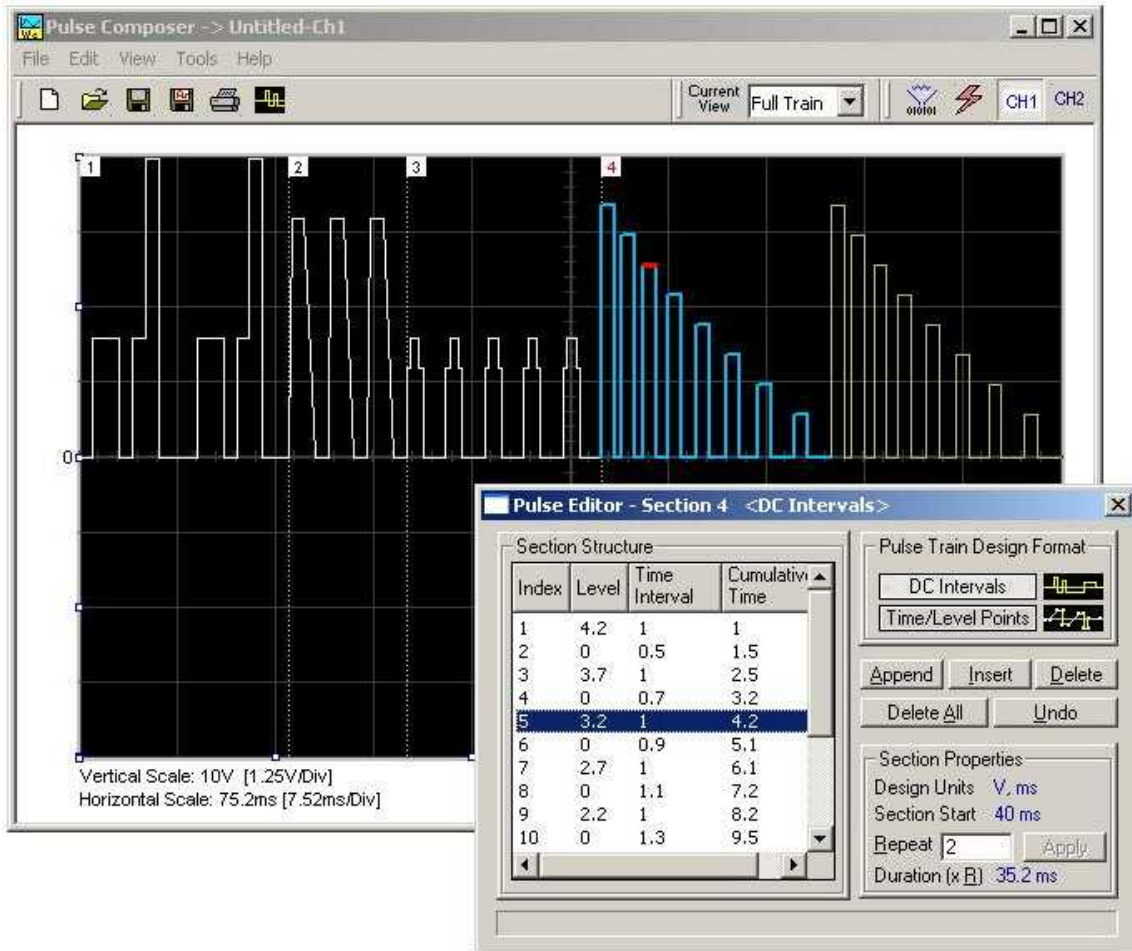 Pulse Composer -> Untitled-Ch1
File Edit View Tools Help
Current View Full Train
CH1 CH2
1 2 3 4
0
Vertical Scale: 10V [1.25V/Div]
Horizontal Scale: 75.2ms [7.52ms/Div]
Pulse Editor - Section 4 <DC Intervals>
Section Structure
Index Level Time Interval Cumulative Time
1 4.2 1 1
2 0 0.5 1.5
3 3.7 1 2.5
4 0 0.7 3.2
5 3.2 1 4.2
6 0 0.9 5.1
7 2.7 1 6.1
8 0 1.1 7.2
9 2.2 1 8.2
10 0 1.3 9.5
Pulse Train Design Format
DC Intervals
Time/Level Points
Append Insert Delete
Delete All Undo
Section Properties
Design Units V, ms
Section Start 40 ms
Repeat 2 Apply
Duration (x R) 35.2 ms